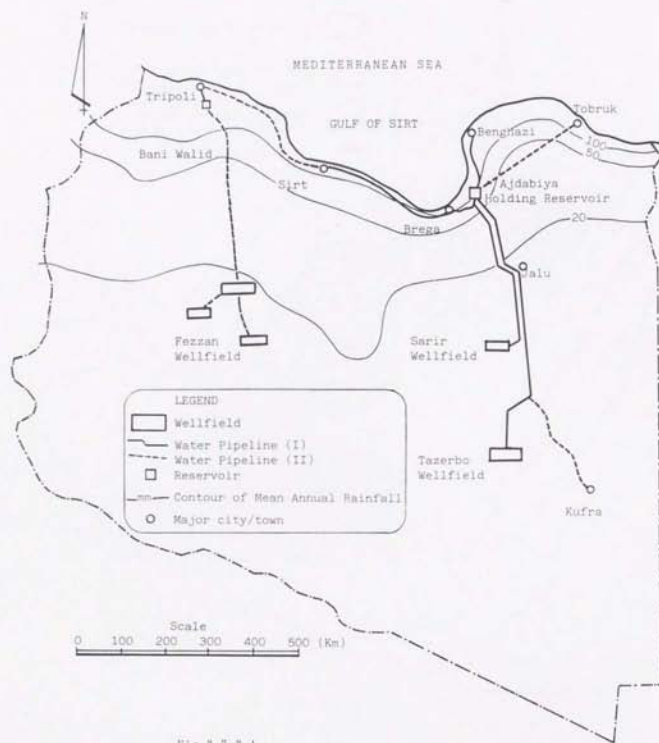 N
MEDITERRANEAN SEA
Tripoli
GULF OF SIRT
Tobruk
Benghazi
100
50
Bani Walid
Sirt
Ajdabiya
Holding Reservoir
Brega
20
Jalu
Fezzan
Wellfield
Sarir
Wellfield
LEGEND
Wellfield
Water Pipeline (I)
Water Pipeline (II)
Reservoir
mm
Contour of Mean Annual Rainfall
Major city/town
Tazerbo
Wellfield
Kufra
Scale
0 100 200 300 400 500 (Km)